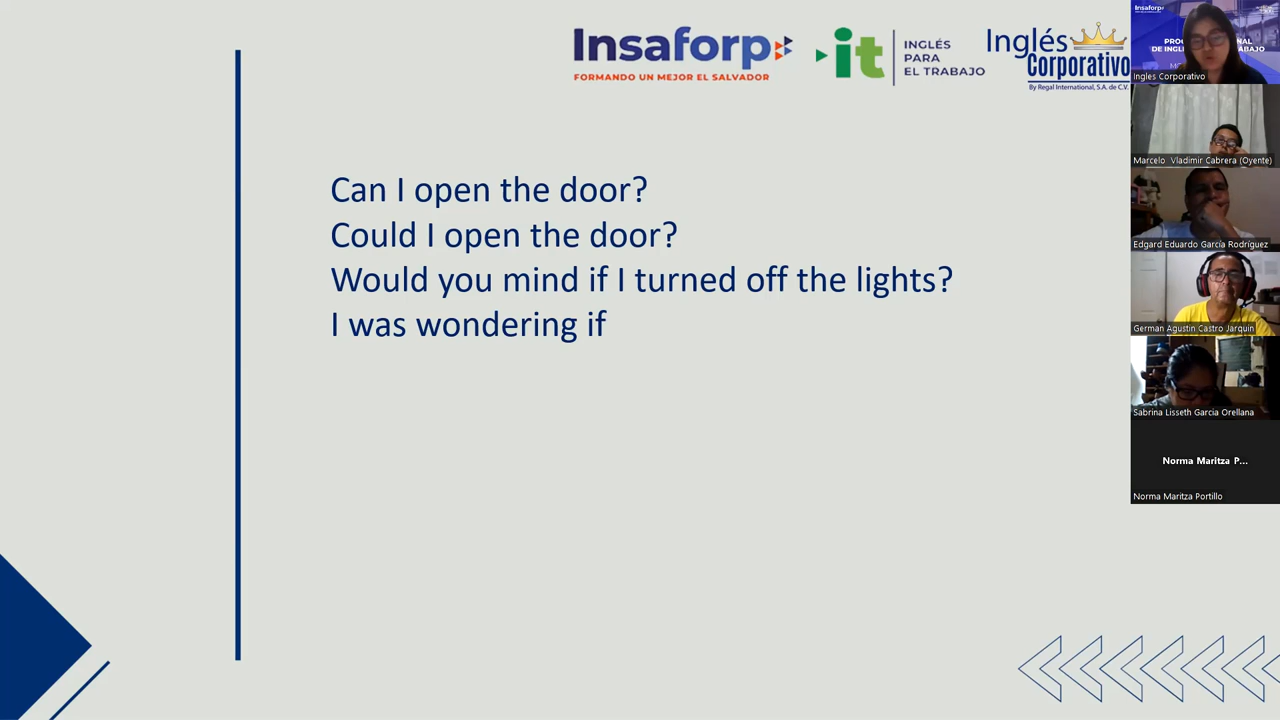 Insaforp
FORMANDO UN MEJOR EL SALVADOR
it
INGLÉS
PARA
EL TRABAJO
Inglés
Corporativo
By Regal International, S.A. de C.V.
Can I open the door?
Could I open the door?
Would you mind if I turned off the lights?
I was wondering if
Insaforp
Ingles Corporativo
Marcelo Vladimir Cabrera (Oyente)
Edgard Eduardo García Rodríguez
German Agustin Castro Jarquin
Sabrina Lisseth Garcia Orellana
Norma Maritza P...
Norma Maritza Portillo